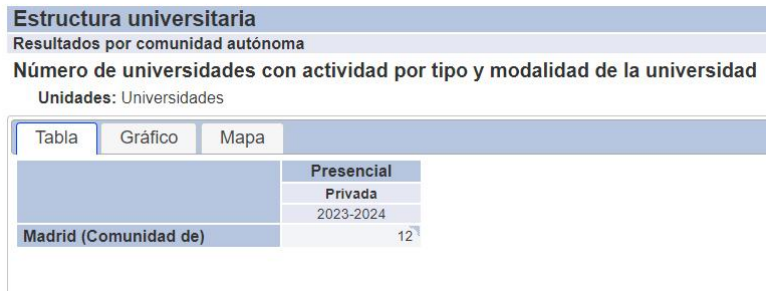 Estructura universitaria
Resultados por comunidad autónoma
Número de universidades con actividad por tipo y modalidad de la universidad
Unidades: Universidades
Tabla Gráfico Mapa
Presencial
Privada
2023-2024
Madrid (Comunidad de) 12